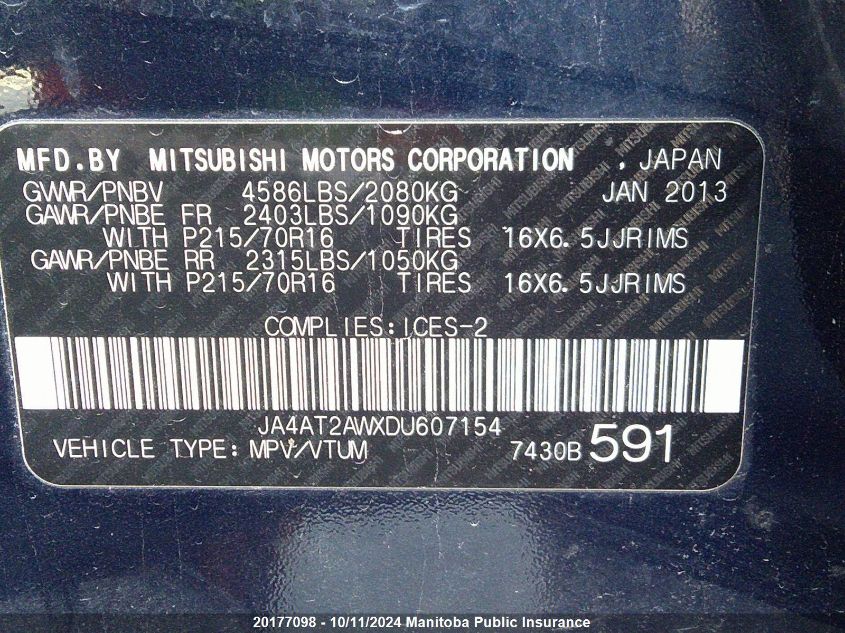 MFD.BY MITSUBISHI MOTORS CORPORATION , JAPAN
GVWR/PNBV 4586LBS/2080KG JAN 2013
GAWR/PNBE FR 2403LBS/1090KG
WITH P215/70R16 TIRES 16X6.5JJRIMS
GAWR/PNBE RR 2315LBS/1050KG
WITH P215/70R16 TIRES 16X6.5JJRIMS
COMPLIES:ICES-2
JA4AT2AWXDU607154
VEHICLE TYPE:MPV/VTUM 7430B 591
20177098 - 10/11/2024 Manitoba Public Insurance